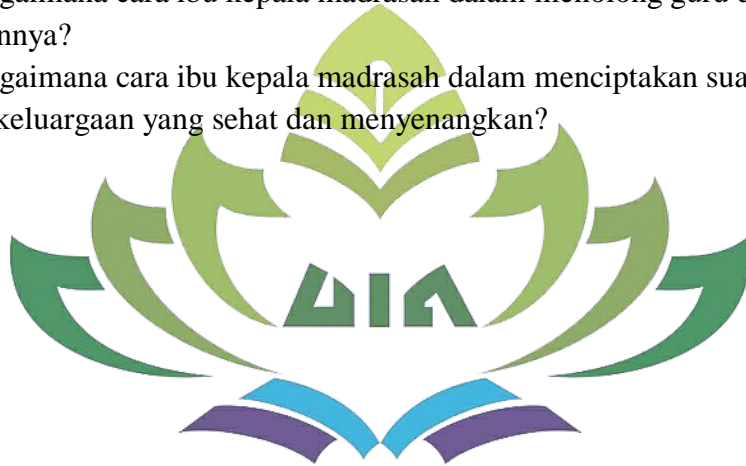 gaimana cara ibu kepala madrasah dalam menolong guru
nnya?
gaimana cara ibu kepala madrasah dalam menciptakan sua
keluargaan yang sehat dan menyenangkan?
UIN